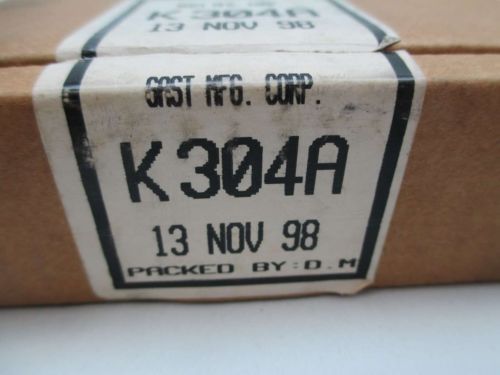 K304A
13 NOV 98
GAST MFG. CORP.
K304A
13 NOV 98
PACKED BY:D.M